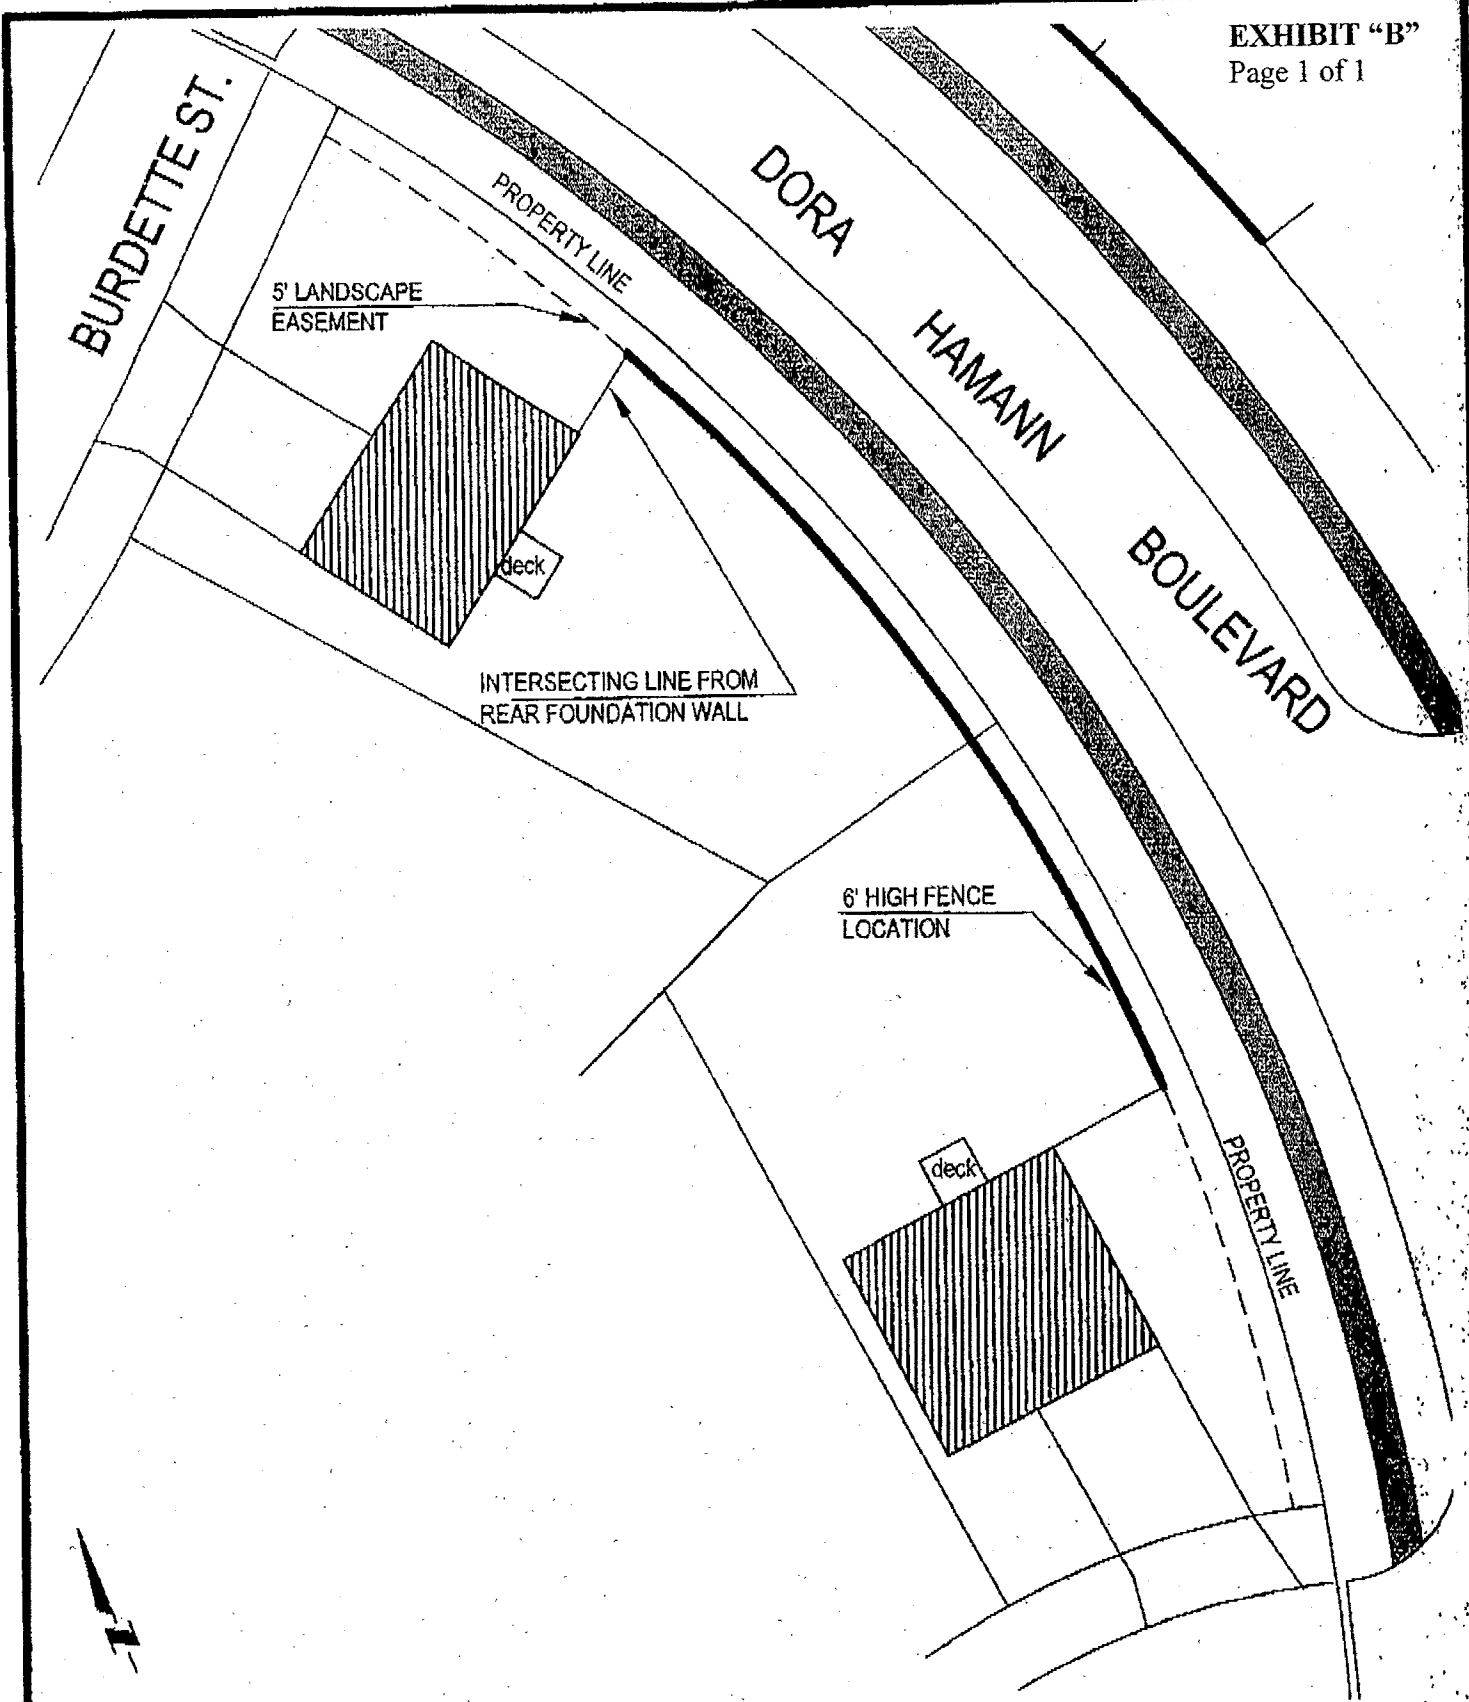 EXHIBIT “B”
Page 1 of 1
BURDETTE ST.
PROPERTY LINE
DORA
HAMANN
BOULEVARD
5' LANDSCAPE
EASEMENT
deck
INTERSECTING LINE FROM
REAR FOUNDATION WALL
6' HIGH FENCE
LOCATION
deck
PROPERTY LINE
N